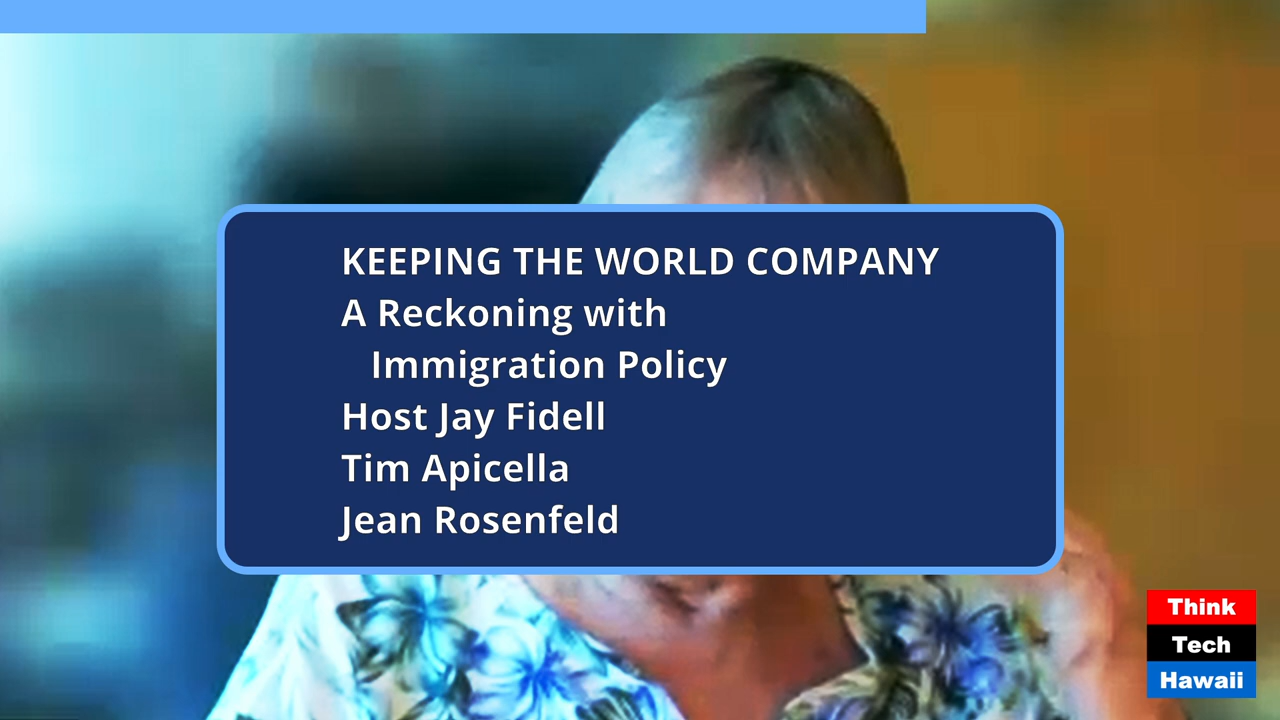 KEEPING THE WORLD COMPANY
A Reckoning with
Immigration Policy
Host Jay Fidell
Tim Apicella
Jean Rosenfeld
Think
Tech
Hawaii